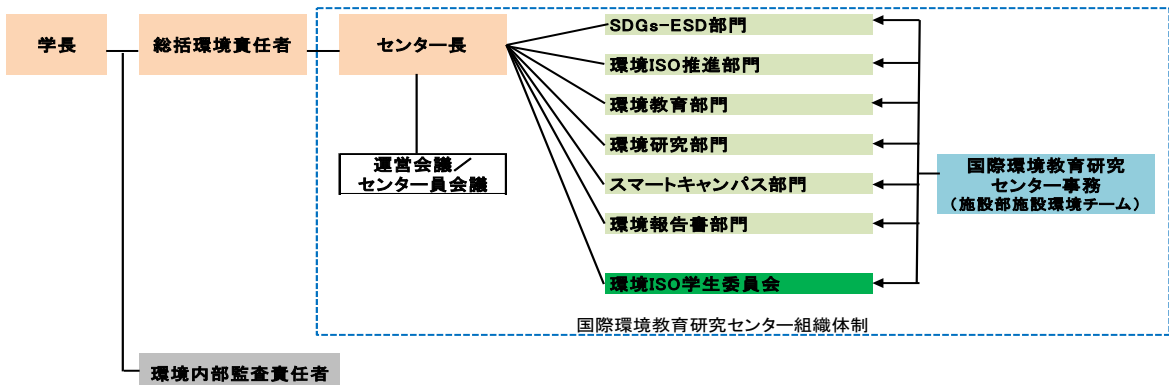 学長
総括環境責任者
センター長
運営会議／
センター員会議
SDGs-ESD部門
環境ISO推進部門
環境教育部門
環境研究部門
スマートキャンパス部門
環境報告書部門
環境ISO学生委員会
国際環境教育研究
センター事務
（施設部施設環境チーム）
国際環境教育研究センター組織体制
環境内部監査責任者